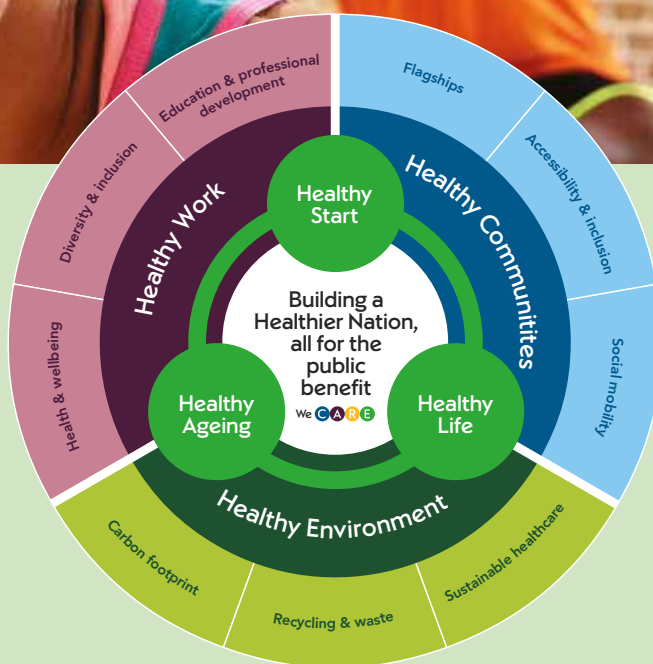 Building a
Healthier Nation,
all for the
public
benefit
We CARE
Healthy
Start
Healthy
Life
Healthy
Ageing
Healthy Work
Health & wellbeing
Diversity & inclusion
Education & professional
development
Healthy Communitites
Flagships
Accessibility & inclusion
Social mobility
Healthy Environment
Carbon footprint
Recycling & waste
Sustainable healthcare